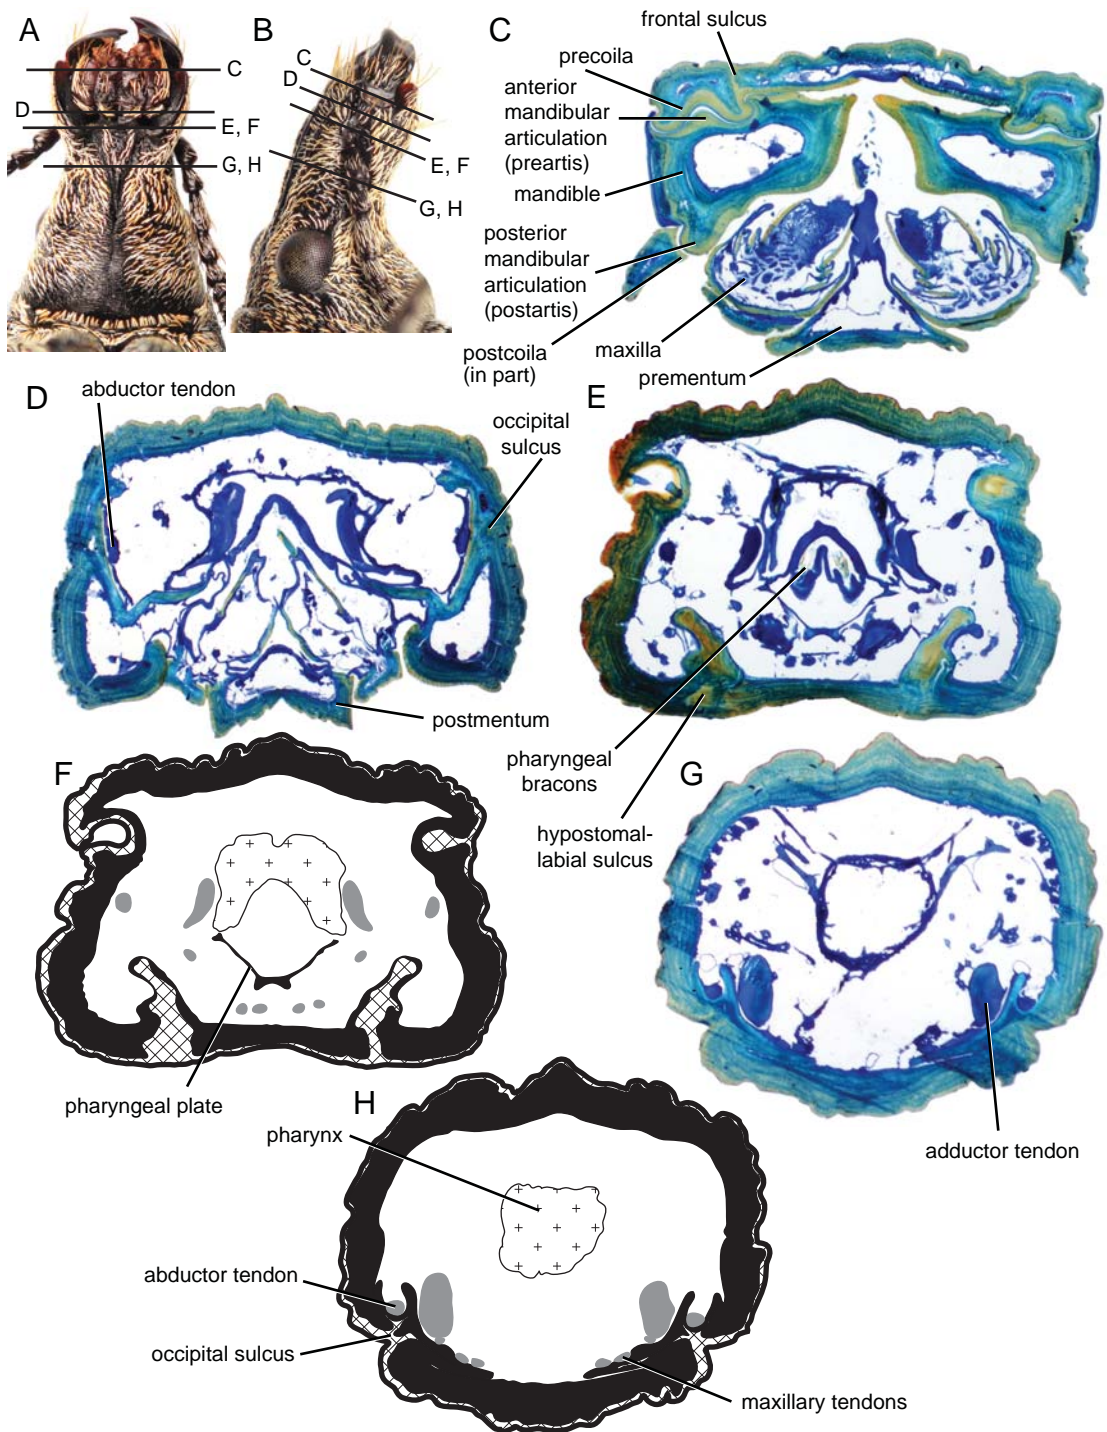 A
C
D
E, F
G, H
B
C
D
E, F
G, H
C
frontal sulcus
precoila
anterior
mandibular
articulation
(preartis)
mandible
posterior
mandibular
articulation
(postartis)
postcoila
(in part)
maxilla
prementum
D
abductor tendon
occipital
sulcus
postmentum
E
pharyngeal
bracons
hypostomal-
labial sulcus
F
pharyngeal plate
G
adductor tendon
H
pharynx
abductor tendon
occipital sulcus
maxillary tendons